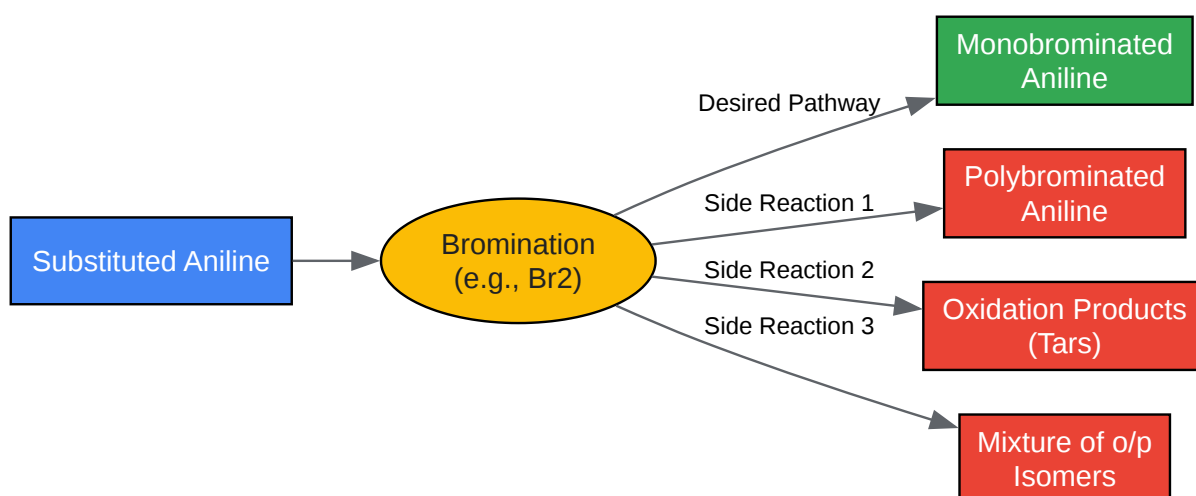 Substituted Aniline
Bromination
(e.g., Br2)
Desired Pathway
Monobrominated
Aniline
Side Reaction 1
Polybrominated
Aniline
Side Reaction 2
Oxidation Products
(Tars)
Side Reaction 3
Mixture of o/p
Isomers